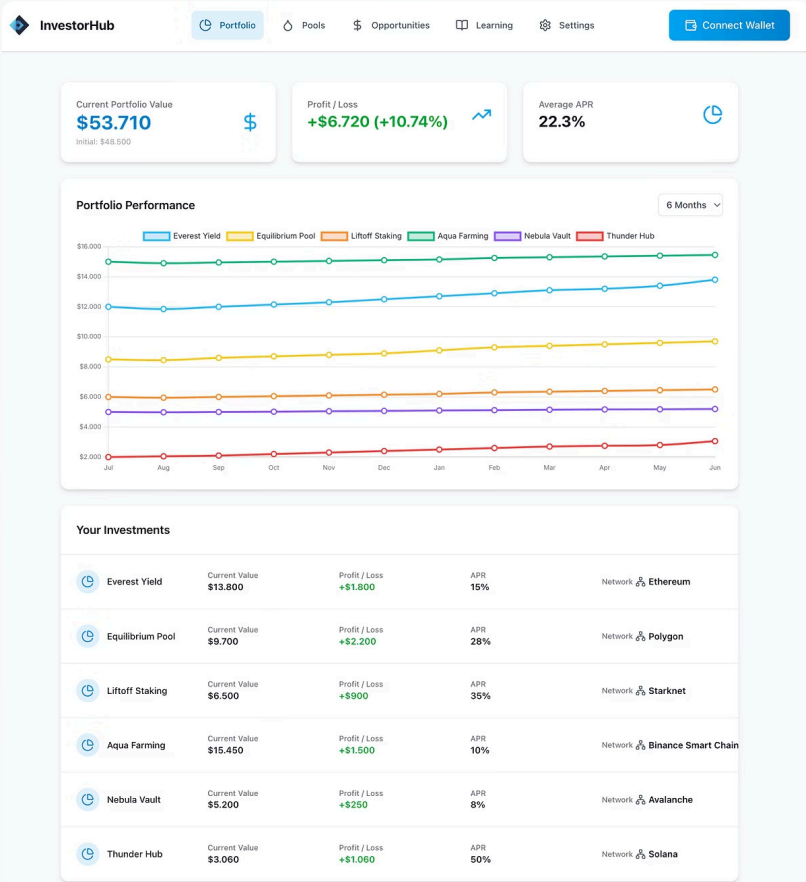 InvestorHub
Portfolio
Pools
Opportunities
Learning
Settings
Connect Wallet
Current Portfolio Value
$53.710
Initial: $48.500
Profit / Loss
+$6.720 (+10.74%)
Average APR
22.3%
Portfolio Performance
6 Months
Everest Yield
Equilibrium Pool
Liftoff Staking
Aqua Farming
Nebula Vault
Thunder Hub
$16.000
$14.000
$12.000
$10.000
$8.000
$6.000
$4.000
$2.000
Jul Aug Sep Oct Nov Dec Jan Feb Mar Apr May Jun
Your Investments
Everest Yield
Current Value
$13.800
Profit / Loss
+$1.800
APR
15%
Network Ethereum
Equilibrium Pool
Current Value
$9.700
Profit / Loss
+$2.200
APR
28%
Network Polygon
Liftoff Staking
Current Value
$6.500
Profit / Loss
+$900
APR
35%
Network Starknet
Aqua Farming
Current Value
$15.450
Profit / Loss
+$1.500
APR
10%
Network Binance Smart Chain
Nebula Vault
Current Value
$5.200
Profit / Loss
+$250
APR
8%
Network Avalanche
Thunder Hub
Current Value
$3.060
Profit / Loss
+$1.060
APR
50%
Network Solana